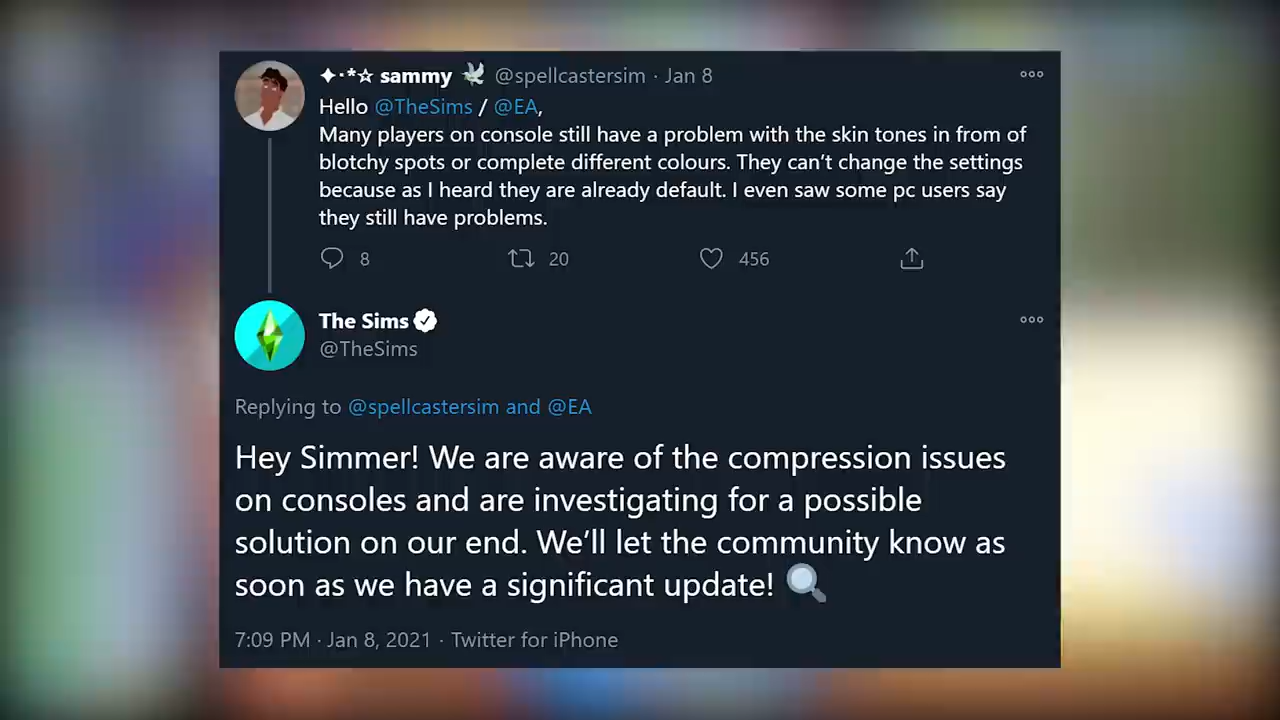 ✦·*☆ sammy 🕊 @spellcastersim · Jan 8
Hello @TheSims / @EA,
Many players on console still have a problem with the skin tones in from of
blotchy spots or complete different colours. They can't change the settings
because as I heard they are already default. I even saw some pc users say
they still have problems.
8 20 456
The Sims
@TheSims
Replying to @spellcastersim and @EA
Hey Simmer! We are aware of the compression issues
on consoles and are investigating for a possible
solution on our end. We’ll let the community know as
soon as we have a significant update! 🔍
7:09 PM · Jan 8, 2021 · Twitter for iPhone